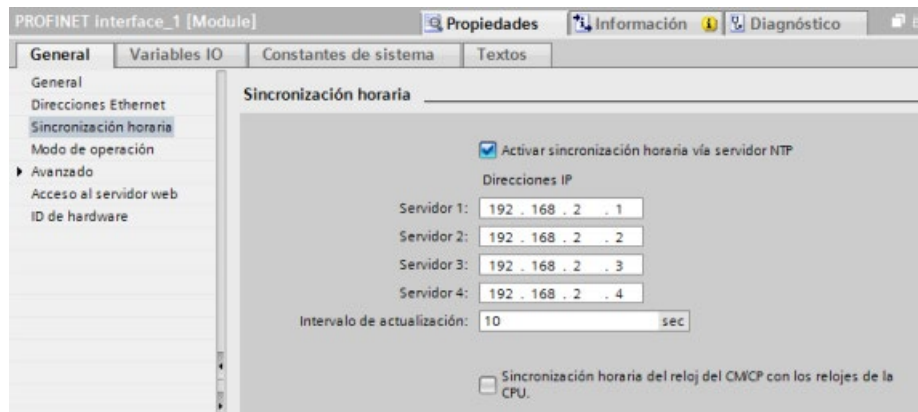 PROFINET interface_1 [Module]
Propiedades
Información
Diagnóstico
General
Variables IO
Constantes de sistema
Textos
General
Direcciones Ethernet
Sincronización horaria
Modo de operación
Avanzado
Acceso al servidor web
ID de hardware
Sincronización horaria
Activar sincronización horaria vía servidor NTP
Direcciones IP
Servidor 1: 192 . 168 . 2 . 1
Servidor 2: 192 . 168 . 2 . 2
Servidor 3: 192 . 168 . 2 . 3
Servidor 4: 192 . 168 . 2 . 4
Intervalo de actualización: 10 sec
Sincronización horaria del reloj del CM/CP con los relojes de la
CPU.